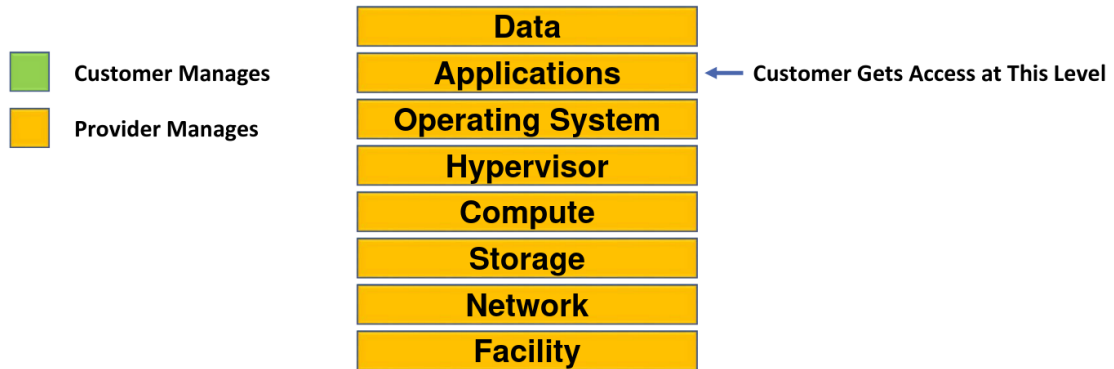 Data
Customer Manages
Applications
Customer Gets Access at This Level
Provider Manages
Operating System
Hypervisor
Compute
Storage
Network
Facility